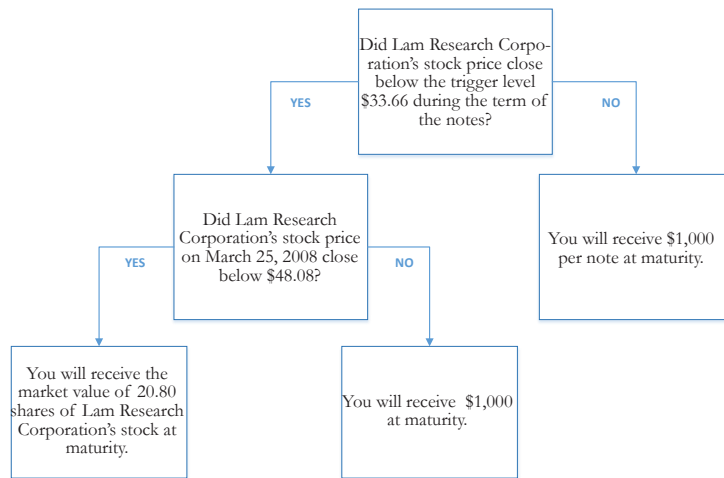 Did Lam Research Corpo-
ration's stock price close
below the trigger level
$33.66 during the term of
the notes?
YES
NO
Did Lam Research
Corporation's stock price
on March 25, 2008 close
below $48.08?
You will receive $1,000
per note at maturity.
YES
NO
You will receive the
market value of 20.80
shares of Lam Research
Corporation's stock at
maturity.
You will receive $1,000
at maturity.